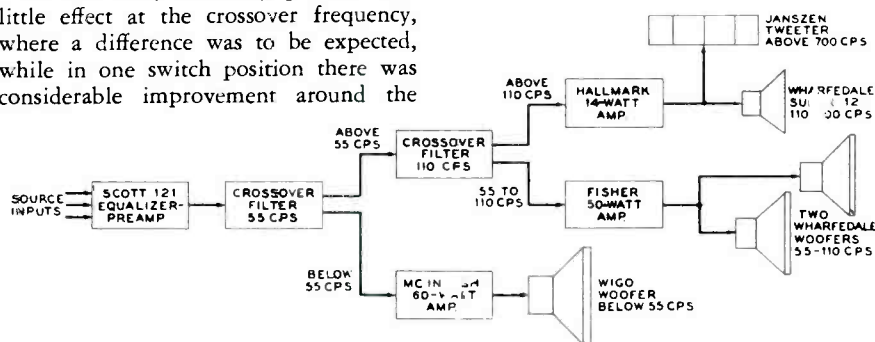 little effect at the crossover frequency,
where a difference was to be expected,
while in one switch position there was
considerable improvement around the
JANSZEN
TWEETER
ABOVE 700 CPS
ABOVE
110 CPS
HALLMARK
14-WATT
AMP.
WHARFEDALE
12
110
ABOVE
55 CPS
CROSSOVER
FILTER
110 CPS
SOURCE
INPUTS
SCOTT 121
EQUALIZER-
PREAMP
CROSSOVER
FILTER
55 CPS
55 TO
110 CPS
FISHER
50-WATT
AMP.
TWO
WHARFEDALE
WOOFERS
55-110 CPS
BELOW
55 CPS
AMP.
WIGO
WOOFER
BELOW 55 CPS